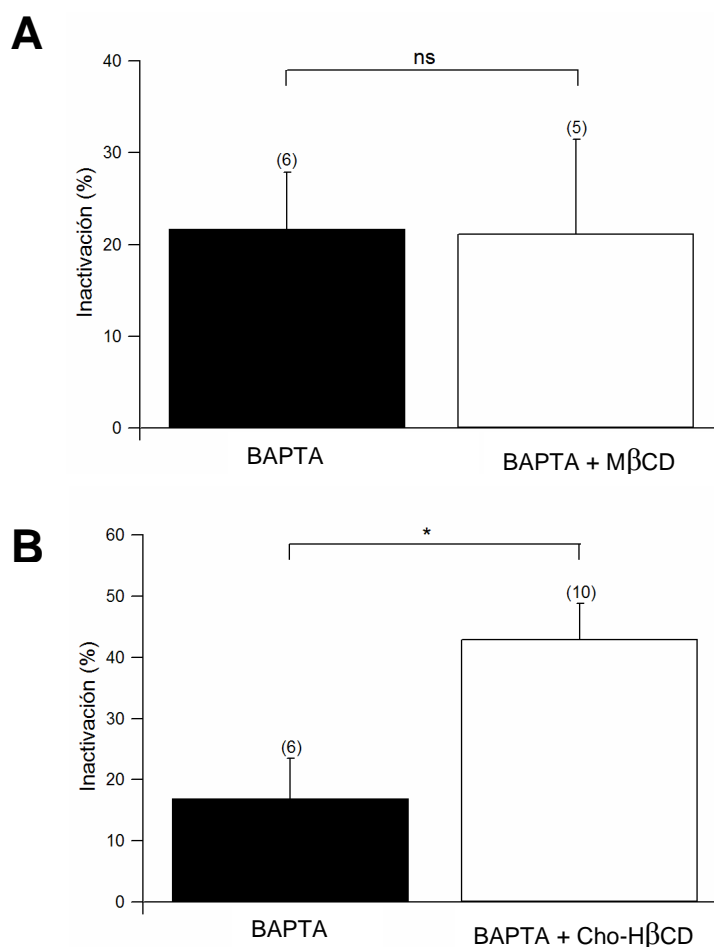 A
40
30
20
10
0
Inactivación (%)
ns
(6)
(5)
BAPTA
BAPTA + MβCD
B
60
50
40
30
20
10
0
Inactivación (%)
*
(6)
(10)
BAPTA
BAPTA + Cho-HβCD